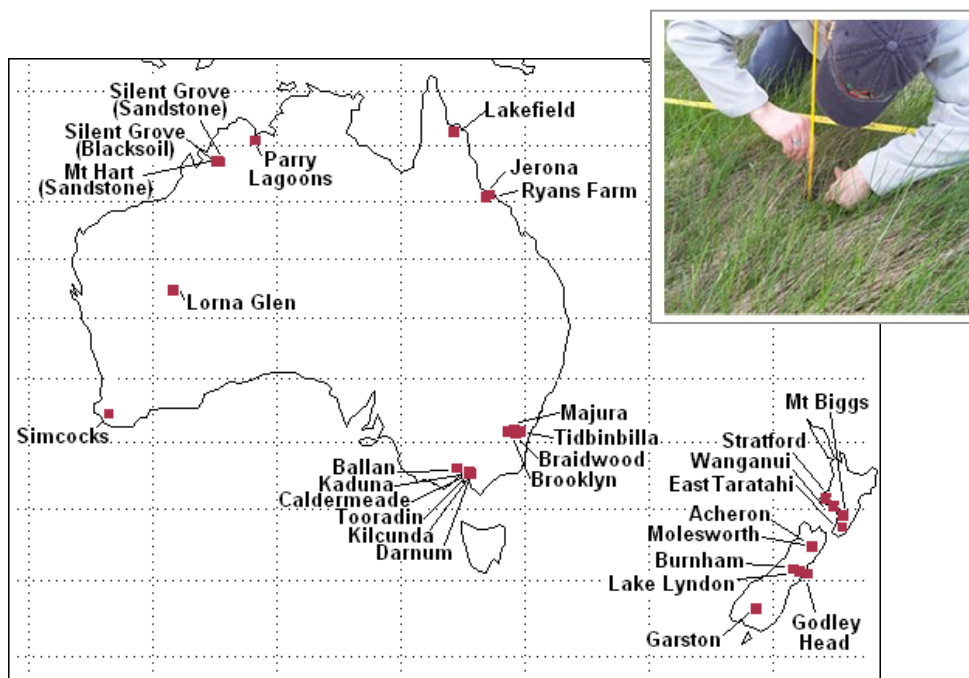 Silent Grove
(Sandstone)
Silent Grove
(Blacksoil)
Mt Hart
(Sandstone)
Parry
Lagoons
Lakefield
Jerona
Ryans Farm
Lorna Glen
Simcocks
Majura
Tidbinbilla
Braidwood
Brooklyn
Ballan
Kaduna
Caldermeade
Tooradin
Kilcunda
Darnum
Mt Biggs
Stratford
Wanganui
East Taratahi
Acheron
Molesworth
Burnham
Lake Lyndon
Godley
Head
Garston